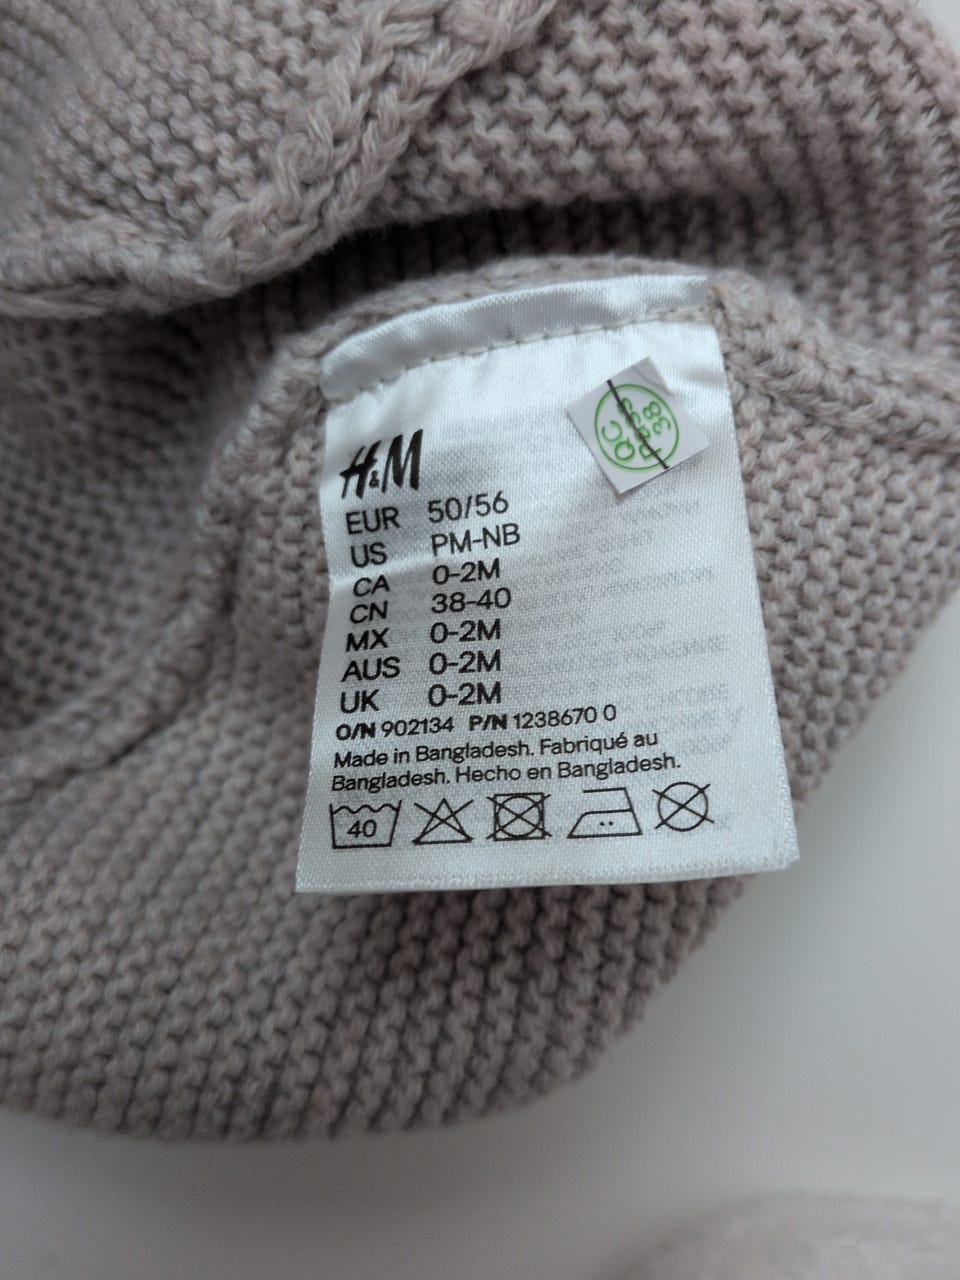 H&M
QC
PASS
38
EUR 50/56
US PM-NB
CA 0-2M
CN 38-40
MX 0-2M
AUS 0-2M
UK 0-2M
O/N 902134 P/N 1238670 0
Made in Bangladesh. Fabriqué au
Bangladesh. Hecho en Bangladesh.
40